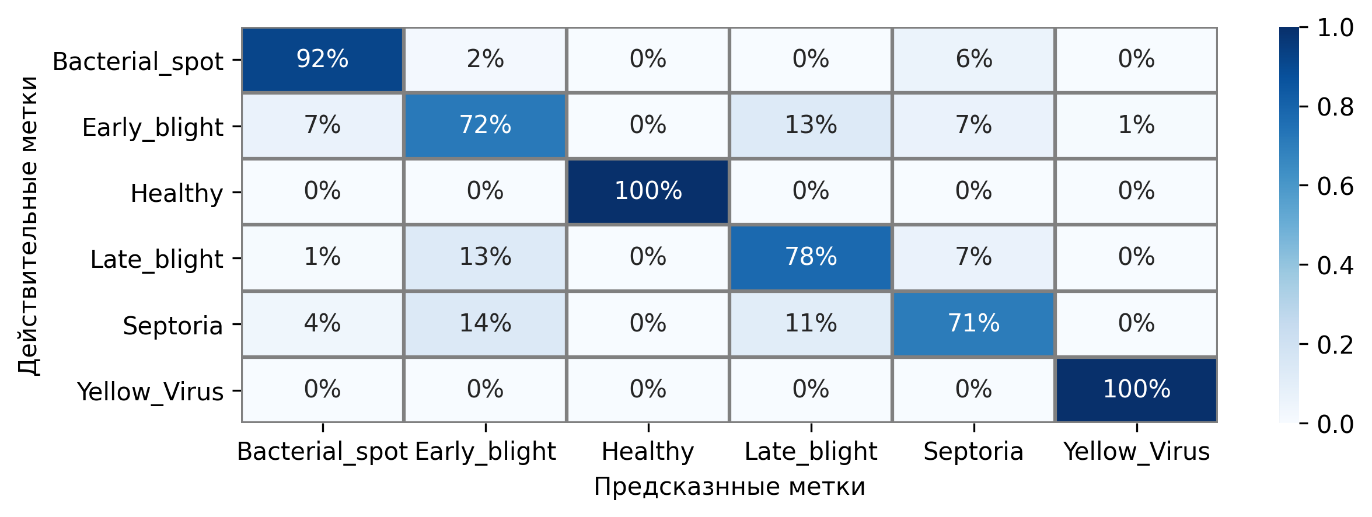 Действительные метки
Bacterial_spot 92% 2% 0% 0% 6% 0%
Early_blight 7% 72% 0% 13% 7% 1%
Healthy 0% 0% 100% 0% 0% 0%
Late_blight 1% 13% 0% 78% 7% 0%
Septoria 4% 14% 0% 11% 71% 0%
Yellow_Virus 0% 0% 0% 0% 0% 100%
Bacterial_spot Early_blight Healthy Late_blight Septoria Yellow_Virus
Предсказнные метки
1.0
0.8
0.6
0.4
0.2
0.0